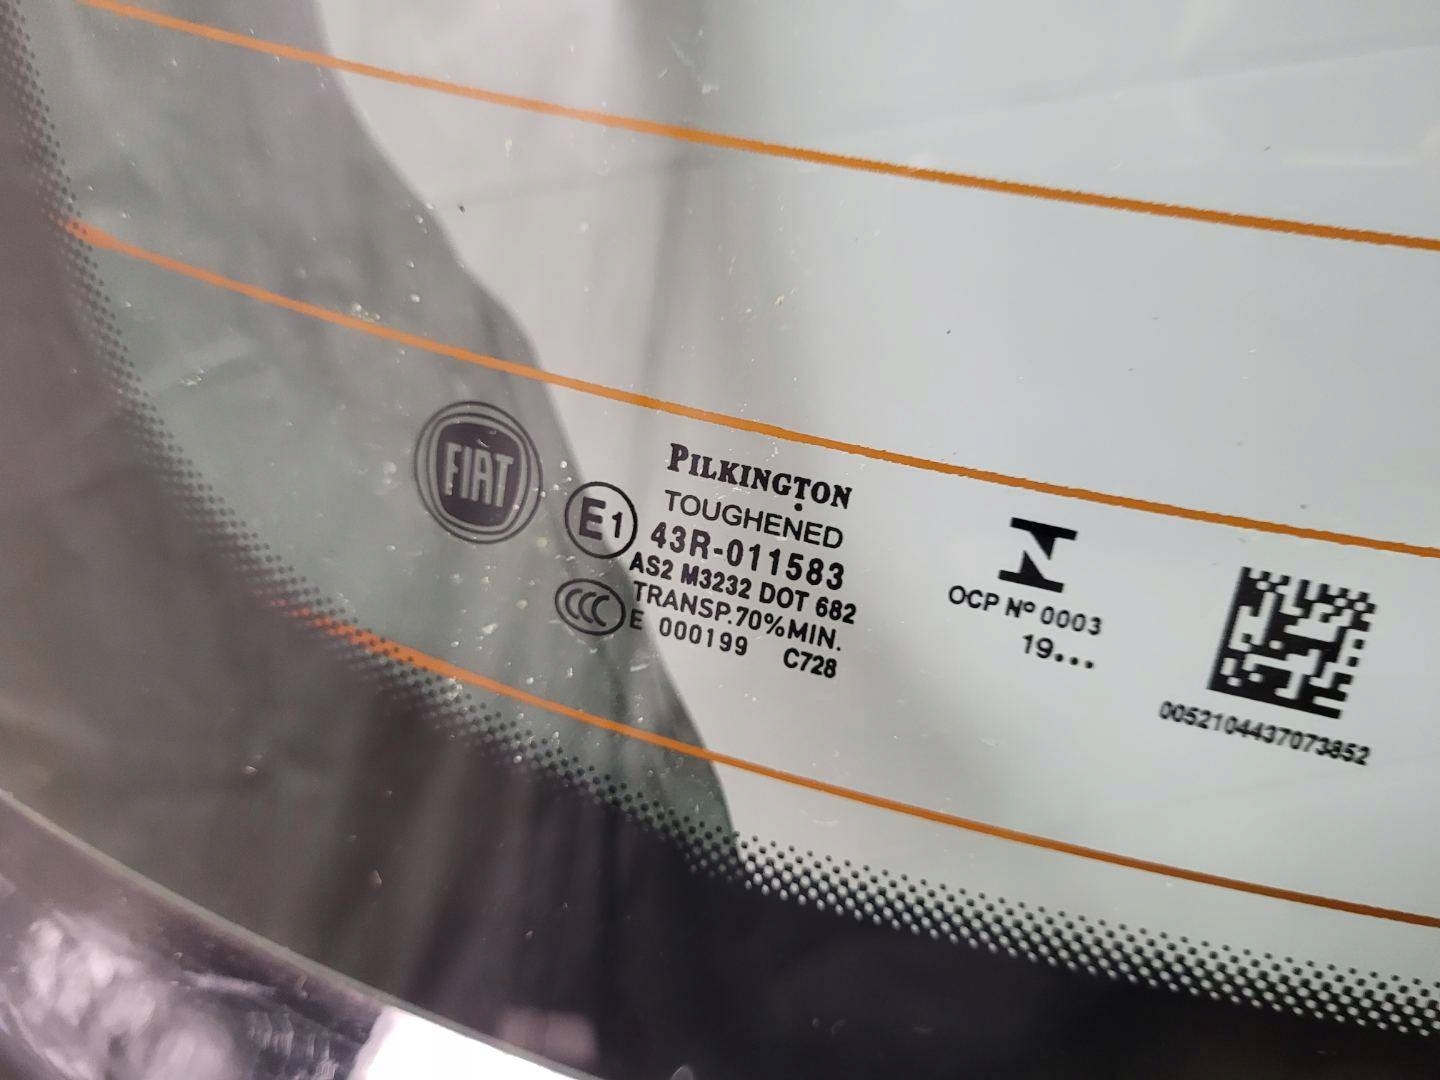 FIAT
PILKINGTON
TOUGHENED
E1 43R-011583
AS2 M3232 DOT 682
CCC TRANSP.70%MIN.
E 000199 C728
N
OCP Nº 0003
19...
0052104437073852